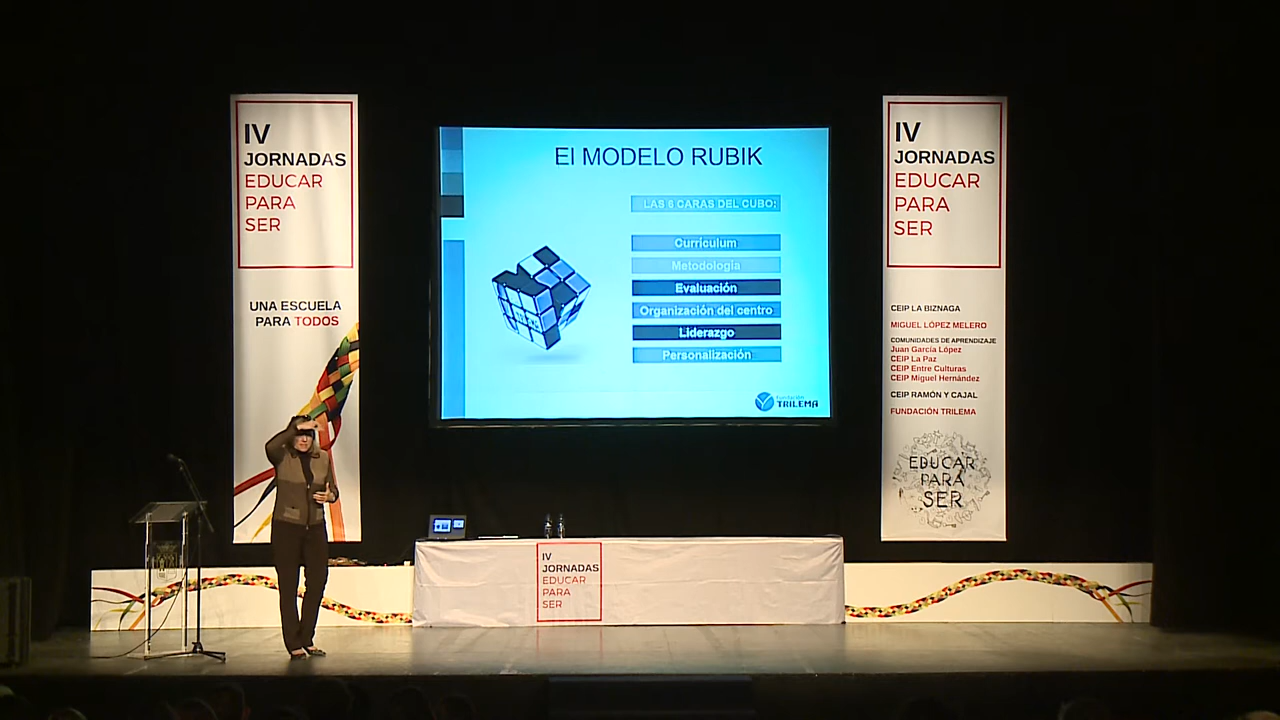 IV
JORNADAS
EDUCAR
PARA
SER
UNA ESCUELA
PARA TODOS
El MODELO RUBIK
LAS 6 CARAS DEL CUBO:
Curriculum
Metodología
Evaluación
Organización del centro
Liderazgo
Personalización
Fundación
TRILEMA
IV
JORNADAS
EDUCAR
PARA
SER
CEIP LA BIZNAGA
MIGUEL LÓPEZ MELERO
COMUNIDADES DE APRENDIZAJE
Juan García López
CEIP La Paz
CEIP Entre Culturas
CEIP Miguel Hernández
CEIP RAMÓN Y CAJAL
FUNDACIÓN TRILEMA
EDUCAR
PARA
SER
IV
JORNADAS
EDUCAR
PARA
SER